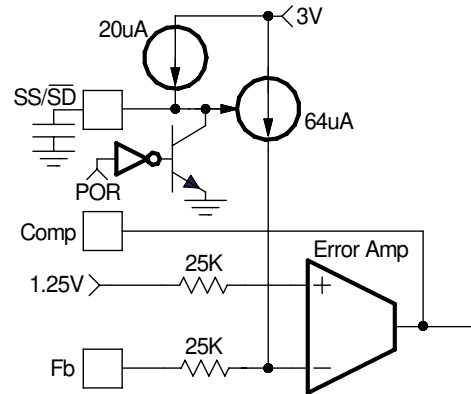 3V
20uA
SS/SD
64uA
POR
Comp
Error Amp
25K
1.25V
+
25K
Fb
−